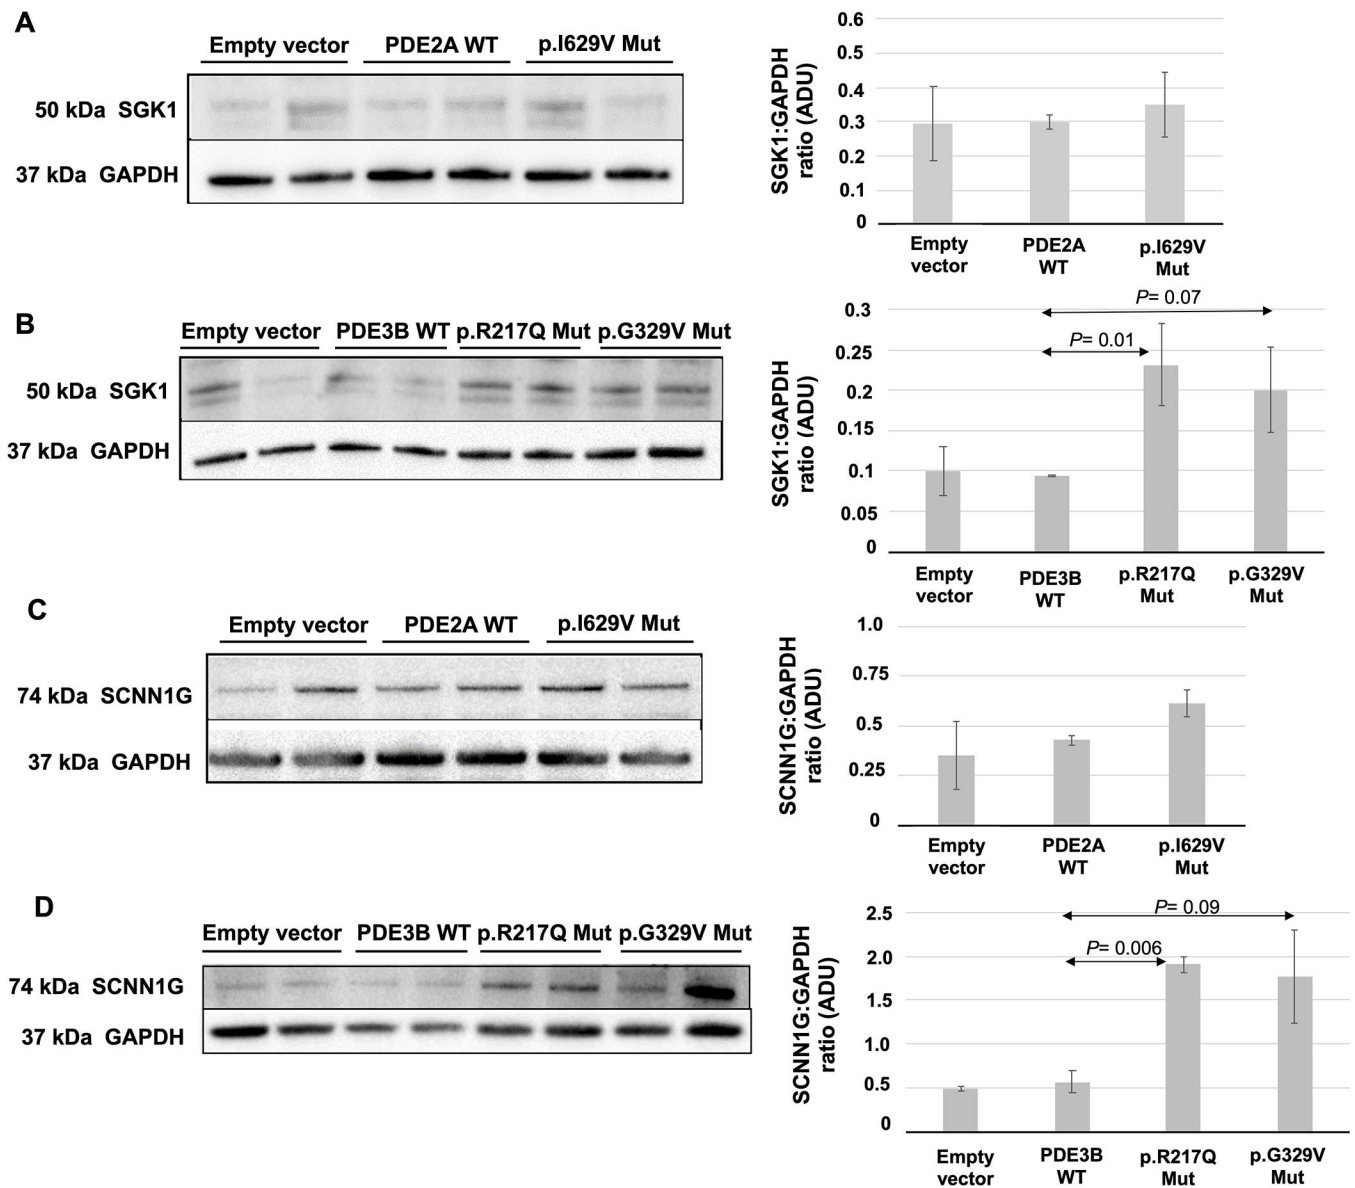 A
Empty vector PDE2A WT p.I629V Mut
50 kDa SGK1
37 kDa GAPDH
SGK1:GAPDH
ratio (ADU)
0.6
0.5
0.4
0.3
0.2
0.1
0
Empty
vector
PDE2A
WT
p.I629V
Mut
B
Empty vector PDE3B WT p.R217Q Mut p.G329V Mut
50 kDa SGK1
37 kDa GAPDH
SGK1:GAPDH
ratio (ADU)
0.3
0.25
0.2
0.15
0.1
0.05
0
P= 0.07
P= 0.01
Empty
vector
PDE3B
WT
p.R217Q
Mut
p.G329V
Mut
C
Empty vector PDE2A WT p.I629V Mut
74 kDa SCNN1G
37 kDa GAPDH
SCNN1G:GAPDH
ratio (ADU)
1.0
0.75
0.5
0.25
0
Empty
vector
PDE2A
WT
p.I629V
Mut
D
Empty vector PDE3B WT p.R217Q Mut p.G329V Mut
74 kDa SCNN1G
37 kDa GAPDH
SCNN1G:GAPDH
ratio (ADU)
2.5
2.0
1.5
1.0
0.5
0
P= 0.09
P= 0.006
Empty
vector
PDE3B
WT
p.R217Q
Mut
p.G329V
Mut